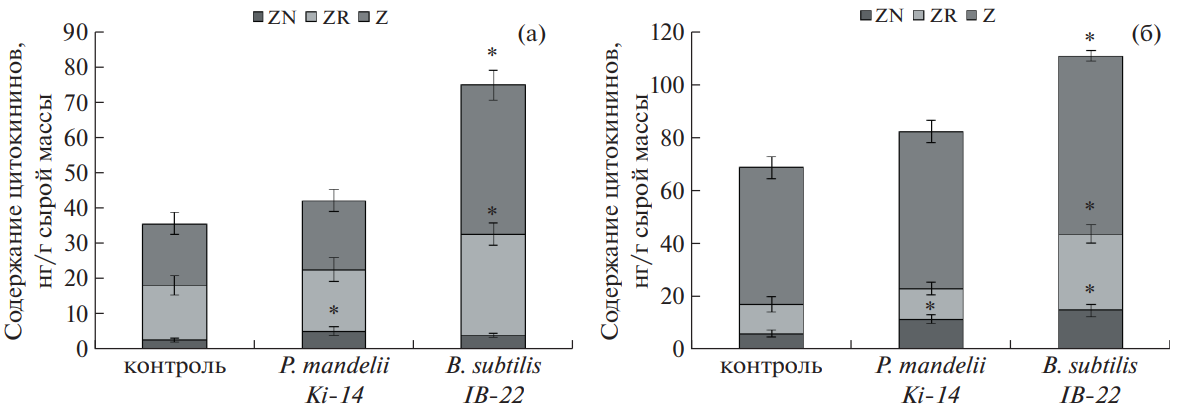 ■ ZN ■ ZR ■ Z
(а)
Содержание цитокининов,
нг/г сырой массы
90
80
70
60
50
40
30
20
10
0
*
*
*
контроль
P. mandelii
Ki-14
B. subtilis
IB-22
■ ZN ■ ZR ■ Z
(б)
Содержание цитокининов,
нг/г сырой массы
120
100
80
60
40
20
0
*
*
*
*
контроль
P. mandelii
Ki-14
B. subtilis
IB-22